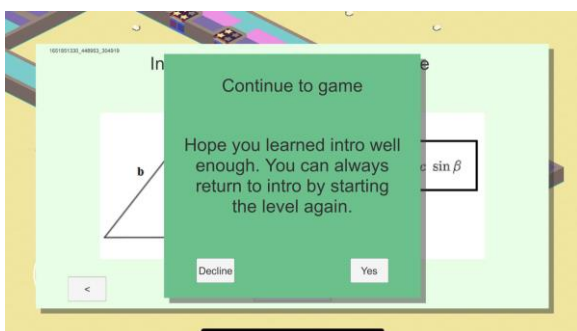 In
e
Continue to game
Hope you learned intro well
enough. You can always
return to intro by starting
the level again.
b
c sin β
Decline
Yes
<